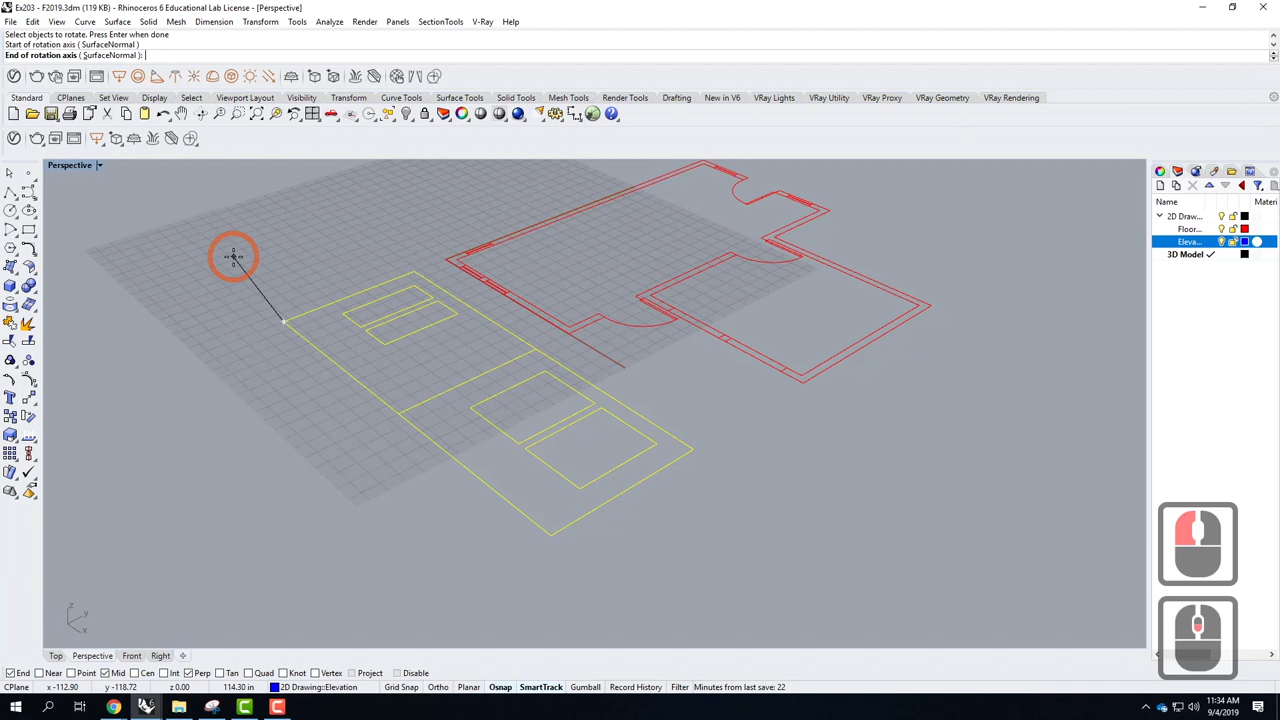 Ex203 - F2019.3dm (119 KB) - Rhinoceros 6 Educational Lab License - [Perspective]
File Edit View Curve Surface Solid Mesh Dimension Transform Tools Analyze Render Panels SectionTools V-Ray Help
Select objects to rotate. Press Enter when done
Start of rotation axis ( SurfaceNormal )
End of rotation axis ( SurfaceNormal ):
Standard CPlanes Set View Display Select Viewport Layout Visibility Transform Curve Tools Surface Tools Solid Tools Mesh Tools Render Tools Drafting New in V6 VRay Lights VRay Utility VRay Proxy VRay Geometry VRay Rendering
Perspective
Name Materi
2D Draw...
Floor...
Eleva...
3D Model
z
y
x
Top Perspective Front Right
End Near Point Mid Cen Int Perp Tan Quad Knot Vertex Project Disable
CPlane x -112.90 y -118.72 z 0.00 114.30 in 2D Drawing::Elevation Grid Snap Ortho Planar Osnap SmartTrack Gumball Record History Filter Minutes from last save: 22
11:34 AM
9/4/2019